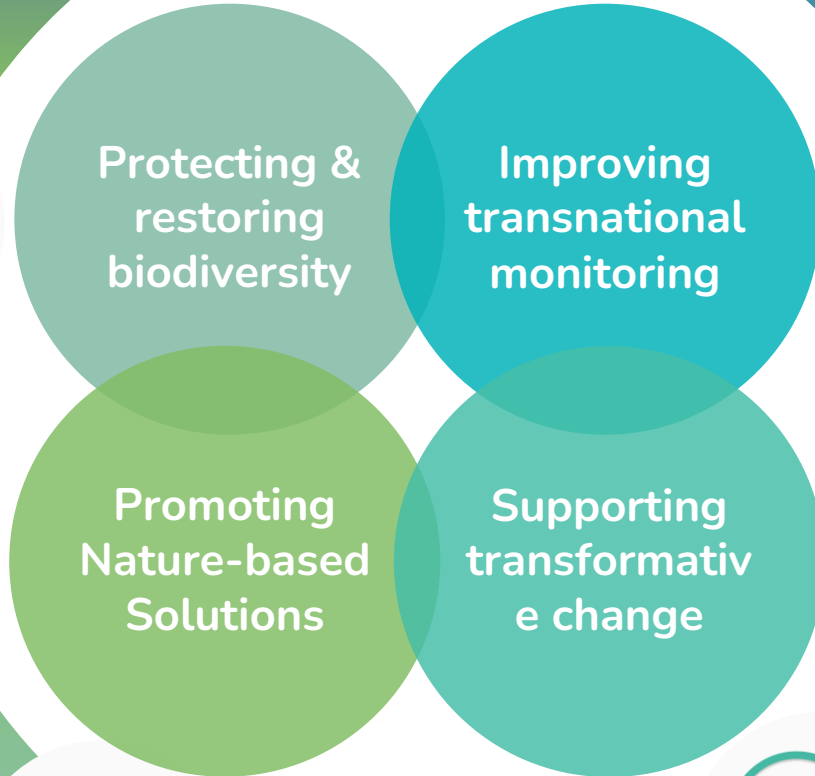 Protecting &
restoring
biodiversity
Improving
transnational
monitoring
Promoting
Nature-based
Solutions
Supporting
transformativ
e change